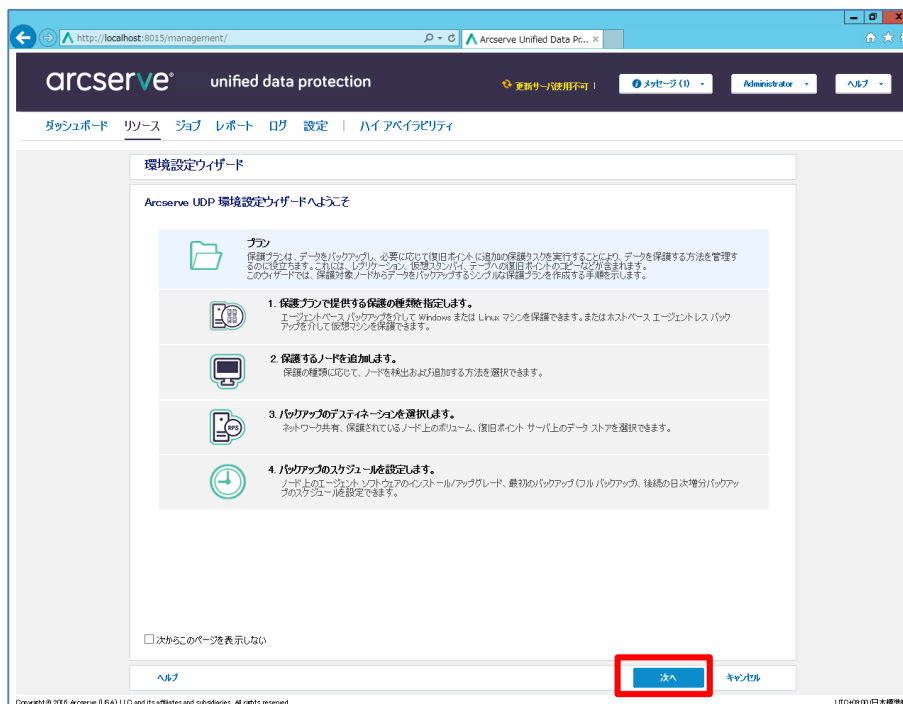 http://localhost:8015/management/
Arcserve Unified Data Pr...
arcserve® unified data protection
更新サーバ使用不可 |
メッセージ (1)
Administrator
ヘルプ
ダッシュボード リソース ジョブ レポート ログ 設定 | ハイ アベイラビリティ
環境設定ウィザード
Arcserve UDP 環境設定ウィザードへようこそ
プラン
保護プランは、データをバックアップし、必要に応じて復旧ポイントに追加の保護タスクを実行することにより、データを保護する方法を管理す
るのに役立ちます。これには、レプリケーション、仮想スタンバイ、テープへの復旧ポイントのコピーなどが含まれます。
このウィザードでは、保護対象ノードからデータをバックアップするシンプルな保護プランを作成する手順を示します。
1. 保護プランで提供する保護の種類を指定します。
エージェントベース バックアップを介して Windows または Linux マシンを保護できます。またはホストベース エージェントレス バック
アップを介して仮想マシンを保護できます。
2. 保護するノードを追加します。
保護の種類に応じて、ノードを検出および追加する方法を選択できます。
RPS
3. バックアップのデスティネーションを選択します。
ネットワーク共有、保護されているノード上のボリューム、復旧ポイント サーバ上のデータ ストアを選択できます。
4. バックアップのスケジュールを設定します。
ノード上のエージェント ソフトウェアのインストール/アップグレード、最初のバックアップ (フル バックアップ)、後続の日次増分バックアッ
プのスケジュールを設定できます。
次からこのページを表示しない
ヘルプ
次へ
キャンセル
Copyright © 2016 Arcserve (USA) LLC and its affiliates and subsidiaries. All rights reserved.
UTC+09:00(日本標準